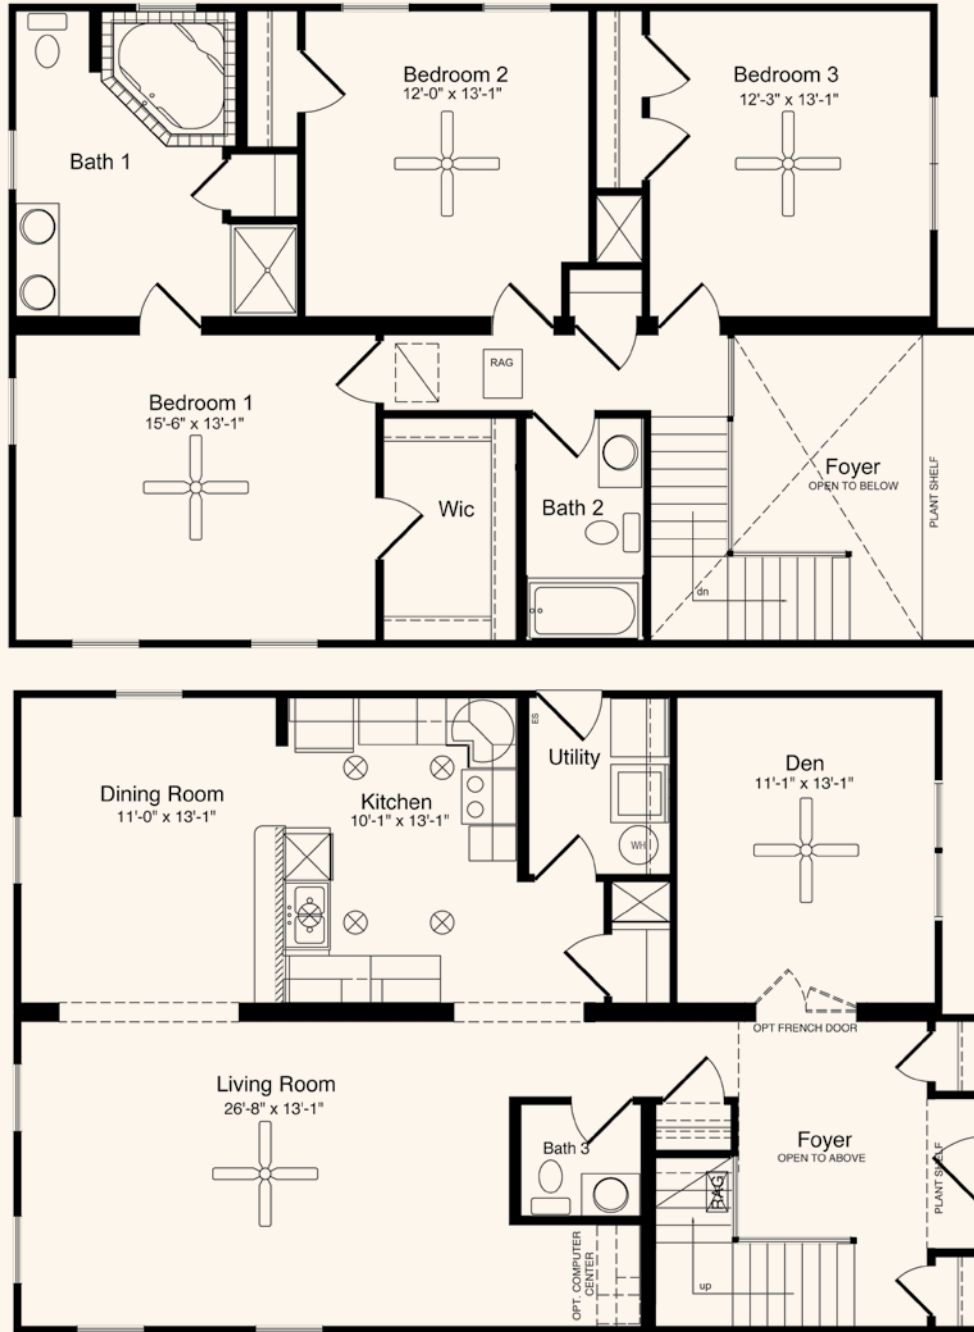 Bedroom 2
12'-0" x 13'-1"
Bedroom 3
12'-3" x 13'-1"
Bath 1
RAG
Bedroom 1
15'-6" x 13'-1"
Foyer
OPEN TO BELOW
PLANT SHELF
Wic
Bath 2
dn
ES
Utility
Den
11'-1" x 13'-1"
Dining Room
11'-0" x 13'-1"
Kitchen
10'-1" x 13'-1"
WH
OPT FRENCH DOOR
Living Room
26'-8" x 13'-1"
Bath 3
Foyer
OPEN TO ABOVE
PLANT SHELF
RAG
OPT. COMPUTER
CENTER
up